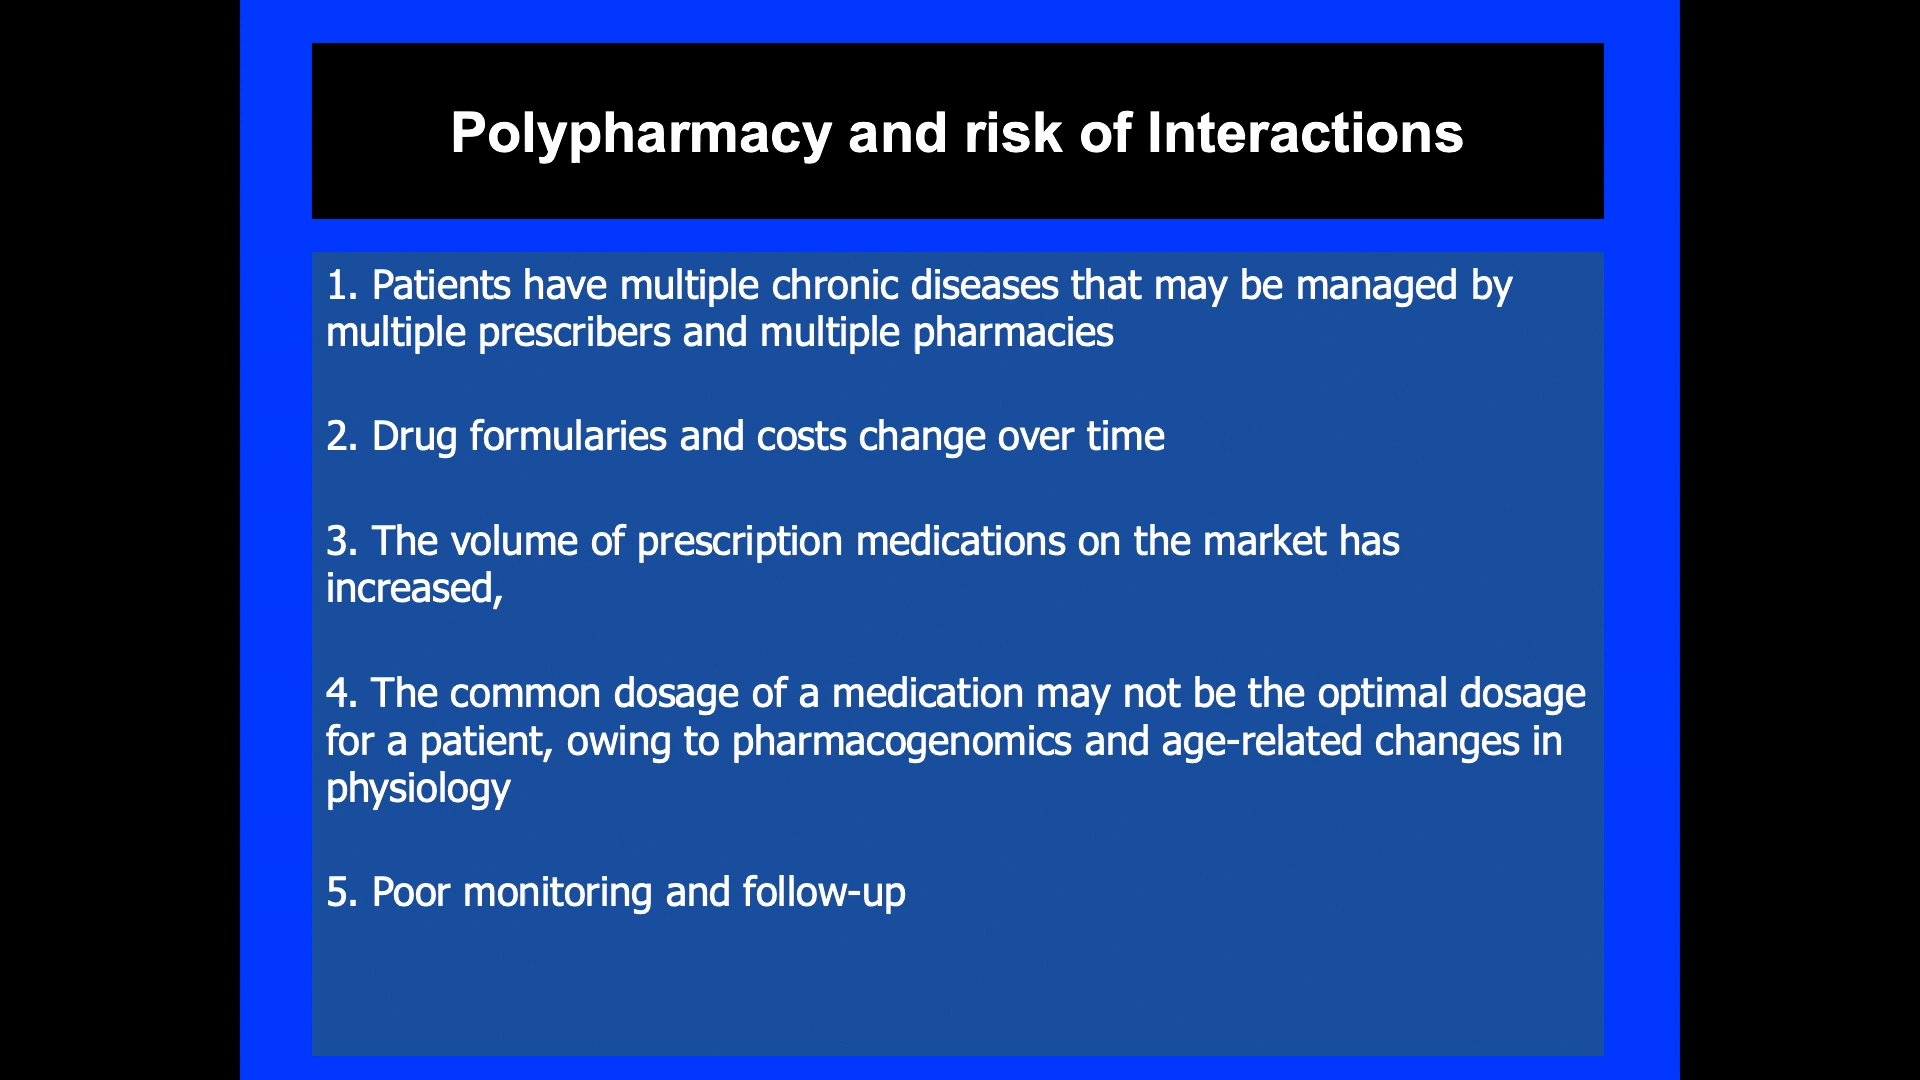 Polypharmacy and risk of Interactions
1. Patients have multiple chronic diseases that may be managed by
multiple prescribers and multiple pharmacies
2. Drug formularies and costs change over time
3. The volume of prescription medications on the market has
increased,
4. The common dosage of a medication may not be the optimal dosage
for a patient, owing to pharmacogenomics and age-related changes in
physiology
5. Poor monitoring and follow-up